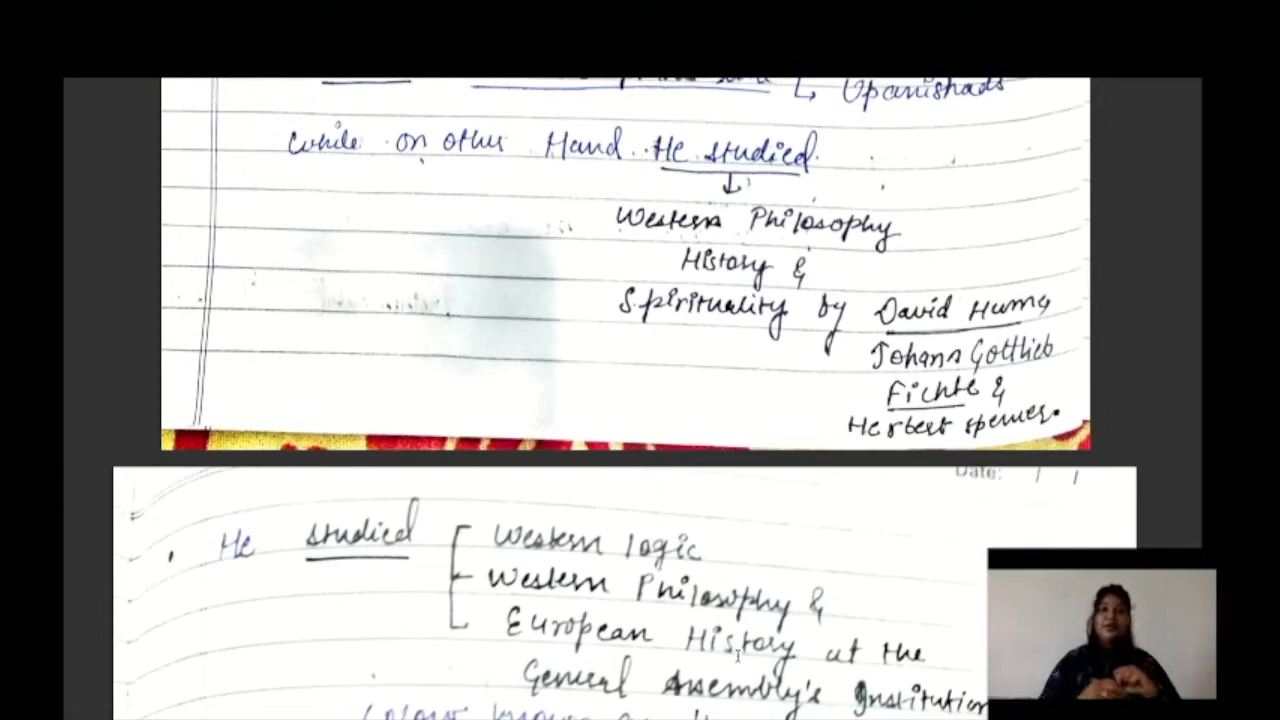 ↳ Upanishads
While on other Hand He studied.
↓
Western Philosophy
History &
Spirituality by David Hume,
Johann Gottlieb
Fichte &
Herbert spencer.
Date: / /
• He studied [ Western logic
Western Philosophy &
European History at the
General Assembly's Institution